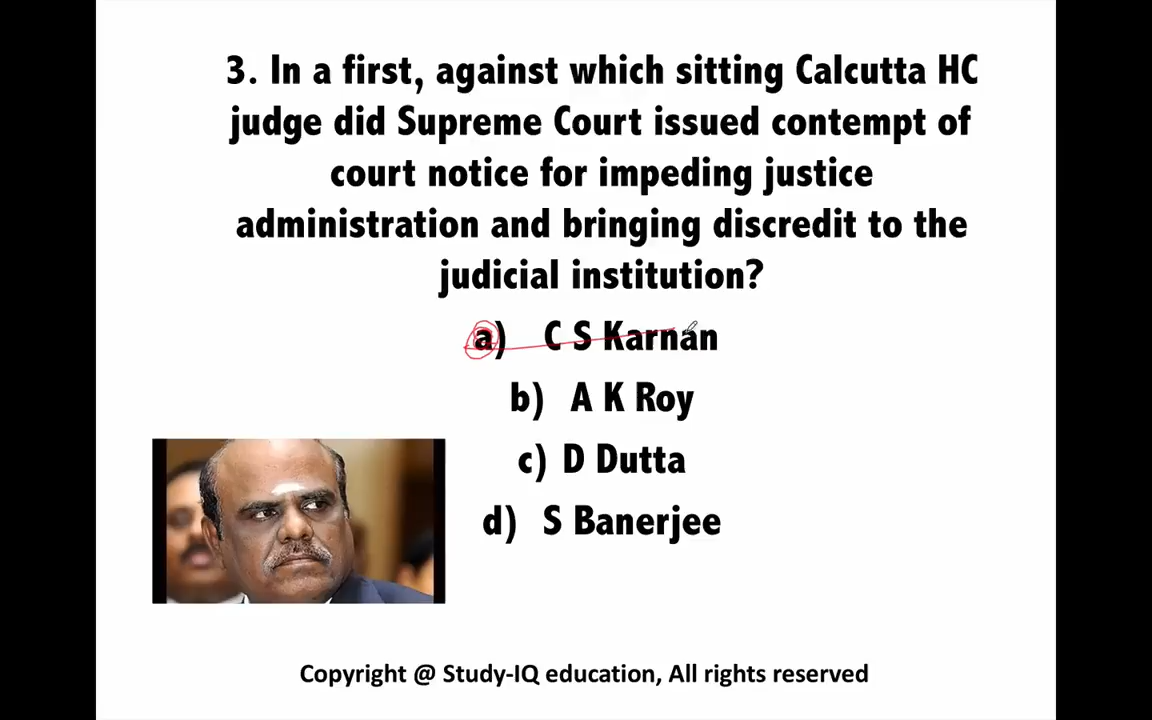 3. In a first, against which sitting Calcutta HC
judge did Supreme Court issued contempt of
court notice for impeding justice
administration and bringing discredit to the
judicial institution?
a) C S Karnan
b) A K Roy
c) D Dutta
d) S Banerjee
Copyright @ Study-IQ education, All rights reserved